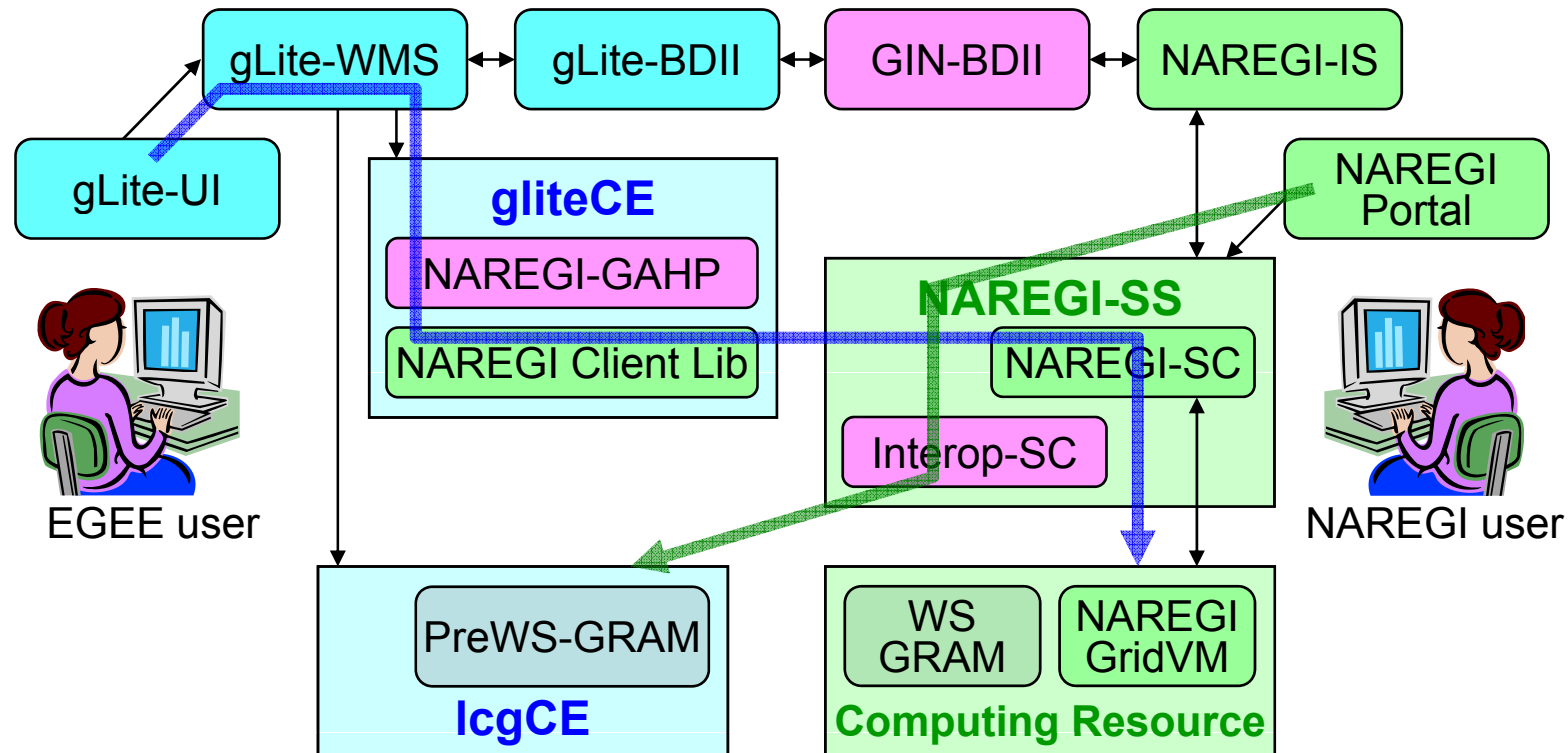 gLite-WMS
gLite-BDII
GIN-BDII
NAREGI-IS
gLite-UI
NAREGI
Portal
gliteCE
NAREGI-GAHP
NAREGI Client Lib
NAREGI-SS
NAREGI-SC
Interop-SC
EGEE user
NAREGI user
PreWS-GRAM
lcgCE
WS
GRAM
NAREGI
GridVM
Computing Resource